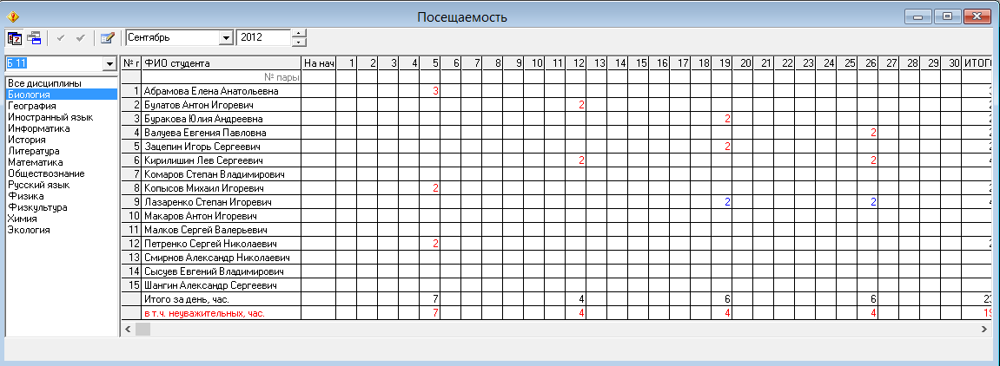 Посещаемость
Сентябрь 2012
Б 11
Все дисциплины
Биология
География
Иностранный язык
Информатика
История
Литература
Математика
Обществознание
Русский язык
Физика
Физкультура
Химия
Экология
№ п ФИО студента На нач 1 2 3 4 5 6 7 8 9 10 11 12 13 14 15 16 17 18 19 20 21 22 23 24 25 26 27 28 29 30 ИТОГО
№ пары
1 Абрамова Елена Анатольевна 3 3
2 Булатов Антон Игоревич 2 2
3 Буракова Юлия Андреевна 2 2
4 Валуева Евгения Павловна 2 2
5 Зацепин Игорь Сергеевич 2 2
6 Кирилишин Лев Сергеевич 2 2 4
7 Комаров Степан Владимирович
8 Копысов Михаил Игоревич 2 2
9 Лазаренко Степан Игоревич 2 2 4
10 Макаров Антон Игоревич
11 Малков Сергей Валерьевич
12 Петренко Сергей Николаевич 2 2
13 Смирнов Александр Николаевич
14 Сысуев Евгений Владимирович
15 Шангин Александр Сергеевич
Итого за день, час. 7 4 6 6 23
в т.ч. неуважительных, час. 7 4 4 4 19